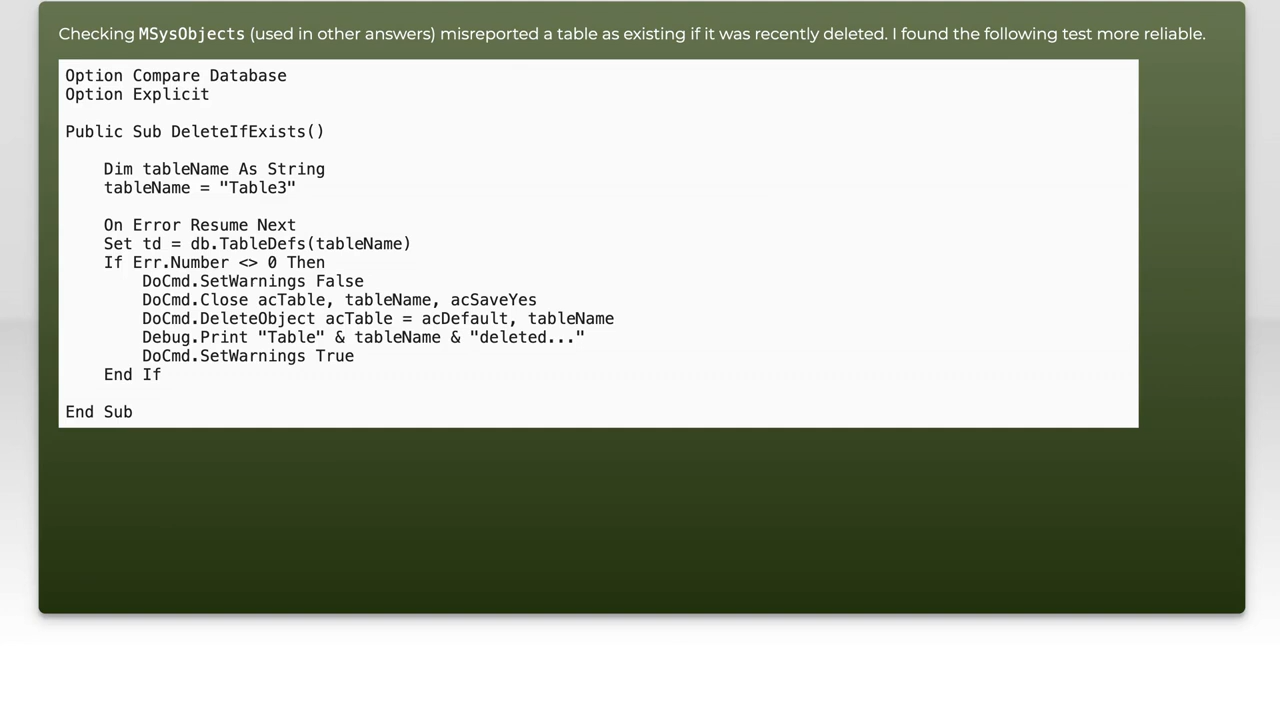 Checking MSysObjects (used in other answers) misreported a table as existing if it was recently deleted. I found the following test more reliable.
Option Compare Database
Option Explicit
Public Sub DeleteIfExists()
Dim tableName As String
tableName = "Table3"
On Error Resume Next
Set td = db.TableDefs(tableName)
If Err.Number <> 0 Then
DoCmd.SetWarnings False
DoCmd.Close acTable, tableName, acSaveYes
DoCmd.DeleteObject acTable = acDefault, tableName
Debug.Print "Table" & tableName & "deleted..."
DoCmd.SetWarnings True
End If
End Sub